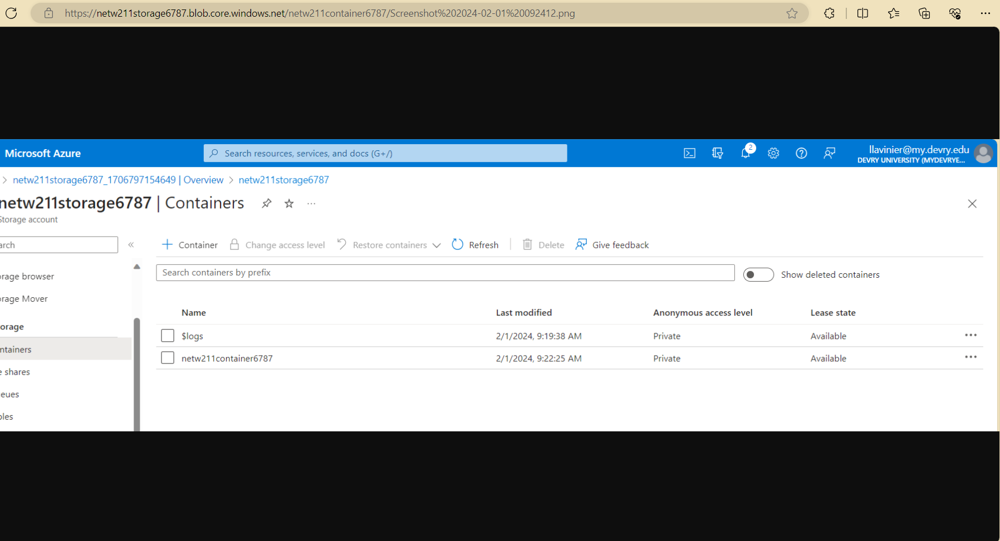 https://netw211storage6787.blob.core.windows.net/netw211container6787/Screenshot%202024-02-01%20092412.png
Microsoft Azure
Search resources, services, and docs (G+/)
2
llavinier@my.devry.edu
DEVRY UNIVERSITY (MYDEVRYE...
netw211storage6787_1706797154649 | Overview > netw211storage6787
netw211storage6787 | Containers
Storage account
arch
Container
Change access level
Restore containers
Refresh
Delete
Give feedback
orage browser
orage Mover
orage
ntainers
e shares
eues
oles
Search containers by prefix
Show deleted containers
Name Last modified Anonymous access level Lease state
$logs 2/1/2024, 9:19:38 AM Private Available
netw211container6787 2/1/2024, 9:22:25 AM Private Available